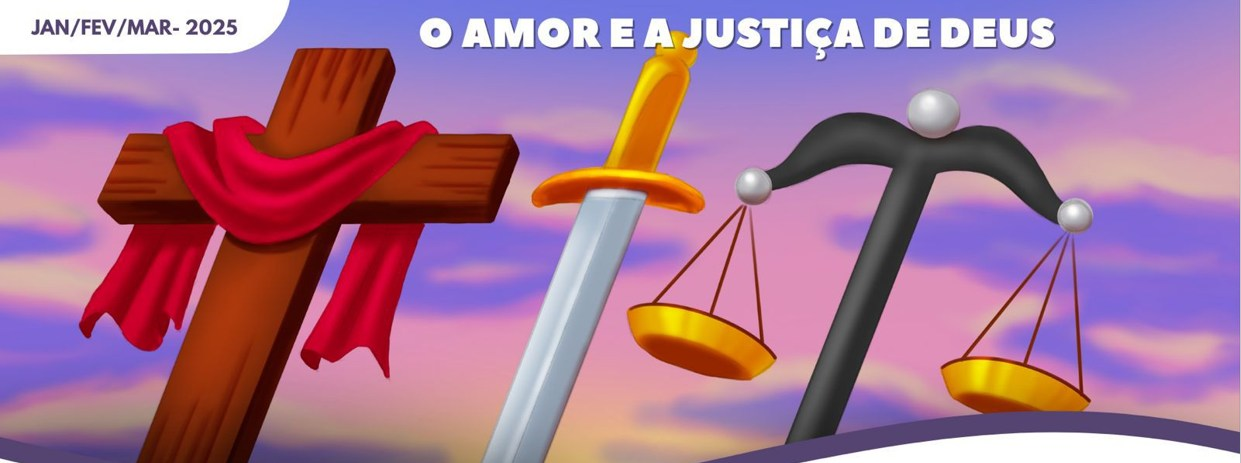 JAN/FEV/MAR- 2025
O AMOR E A JUSTIÇA DE DEUS